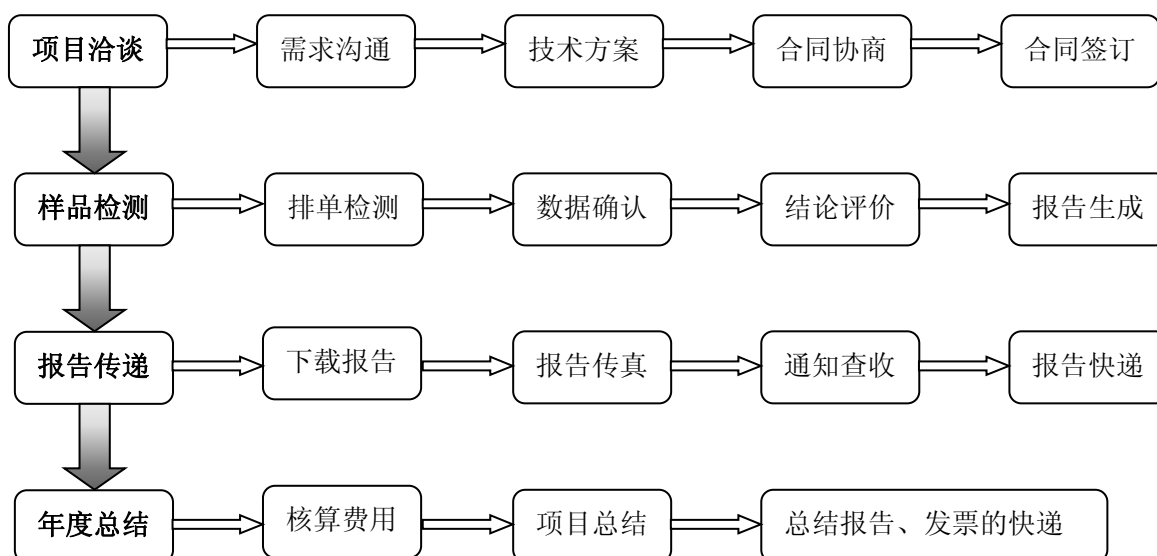 项目洽谈 需求沟通 技术方案 合同协商 合同签订
样品检测 排单检测 数据确认 结论评价 报告生成
报告传递 下载报告 报告传真 通知查收 报告快递
年度总结 核算费用 项目总结 总结报告、发票的快递